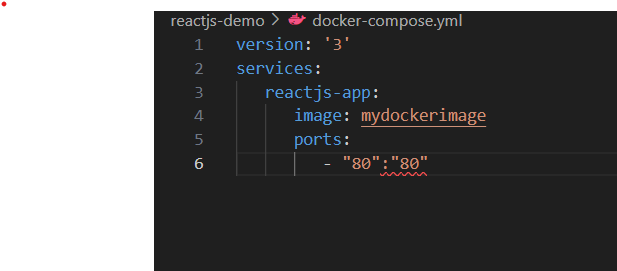 reactjs-demo > docker-compose.yml
1 version: '3'
2 services:
3 reactjs-app:
4 image: mydockerimage
5 ports:
6 - "80":"80"